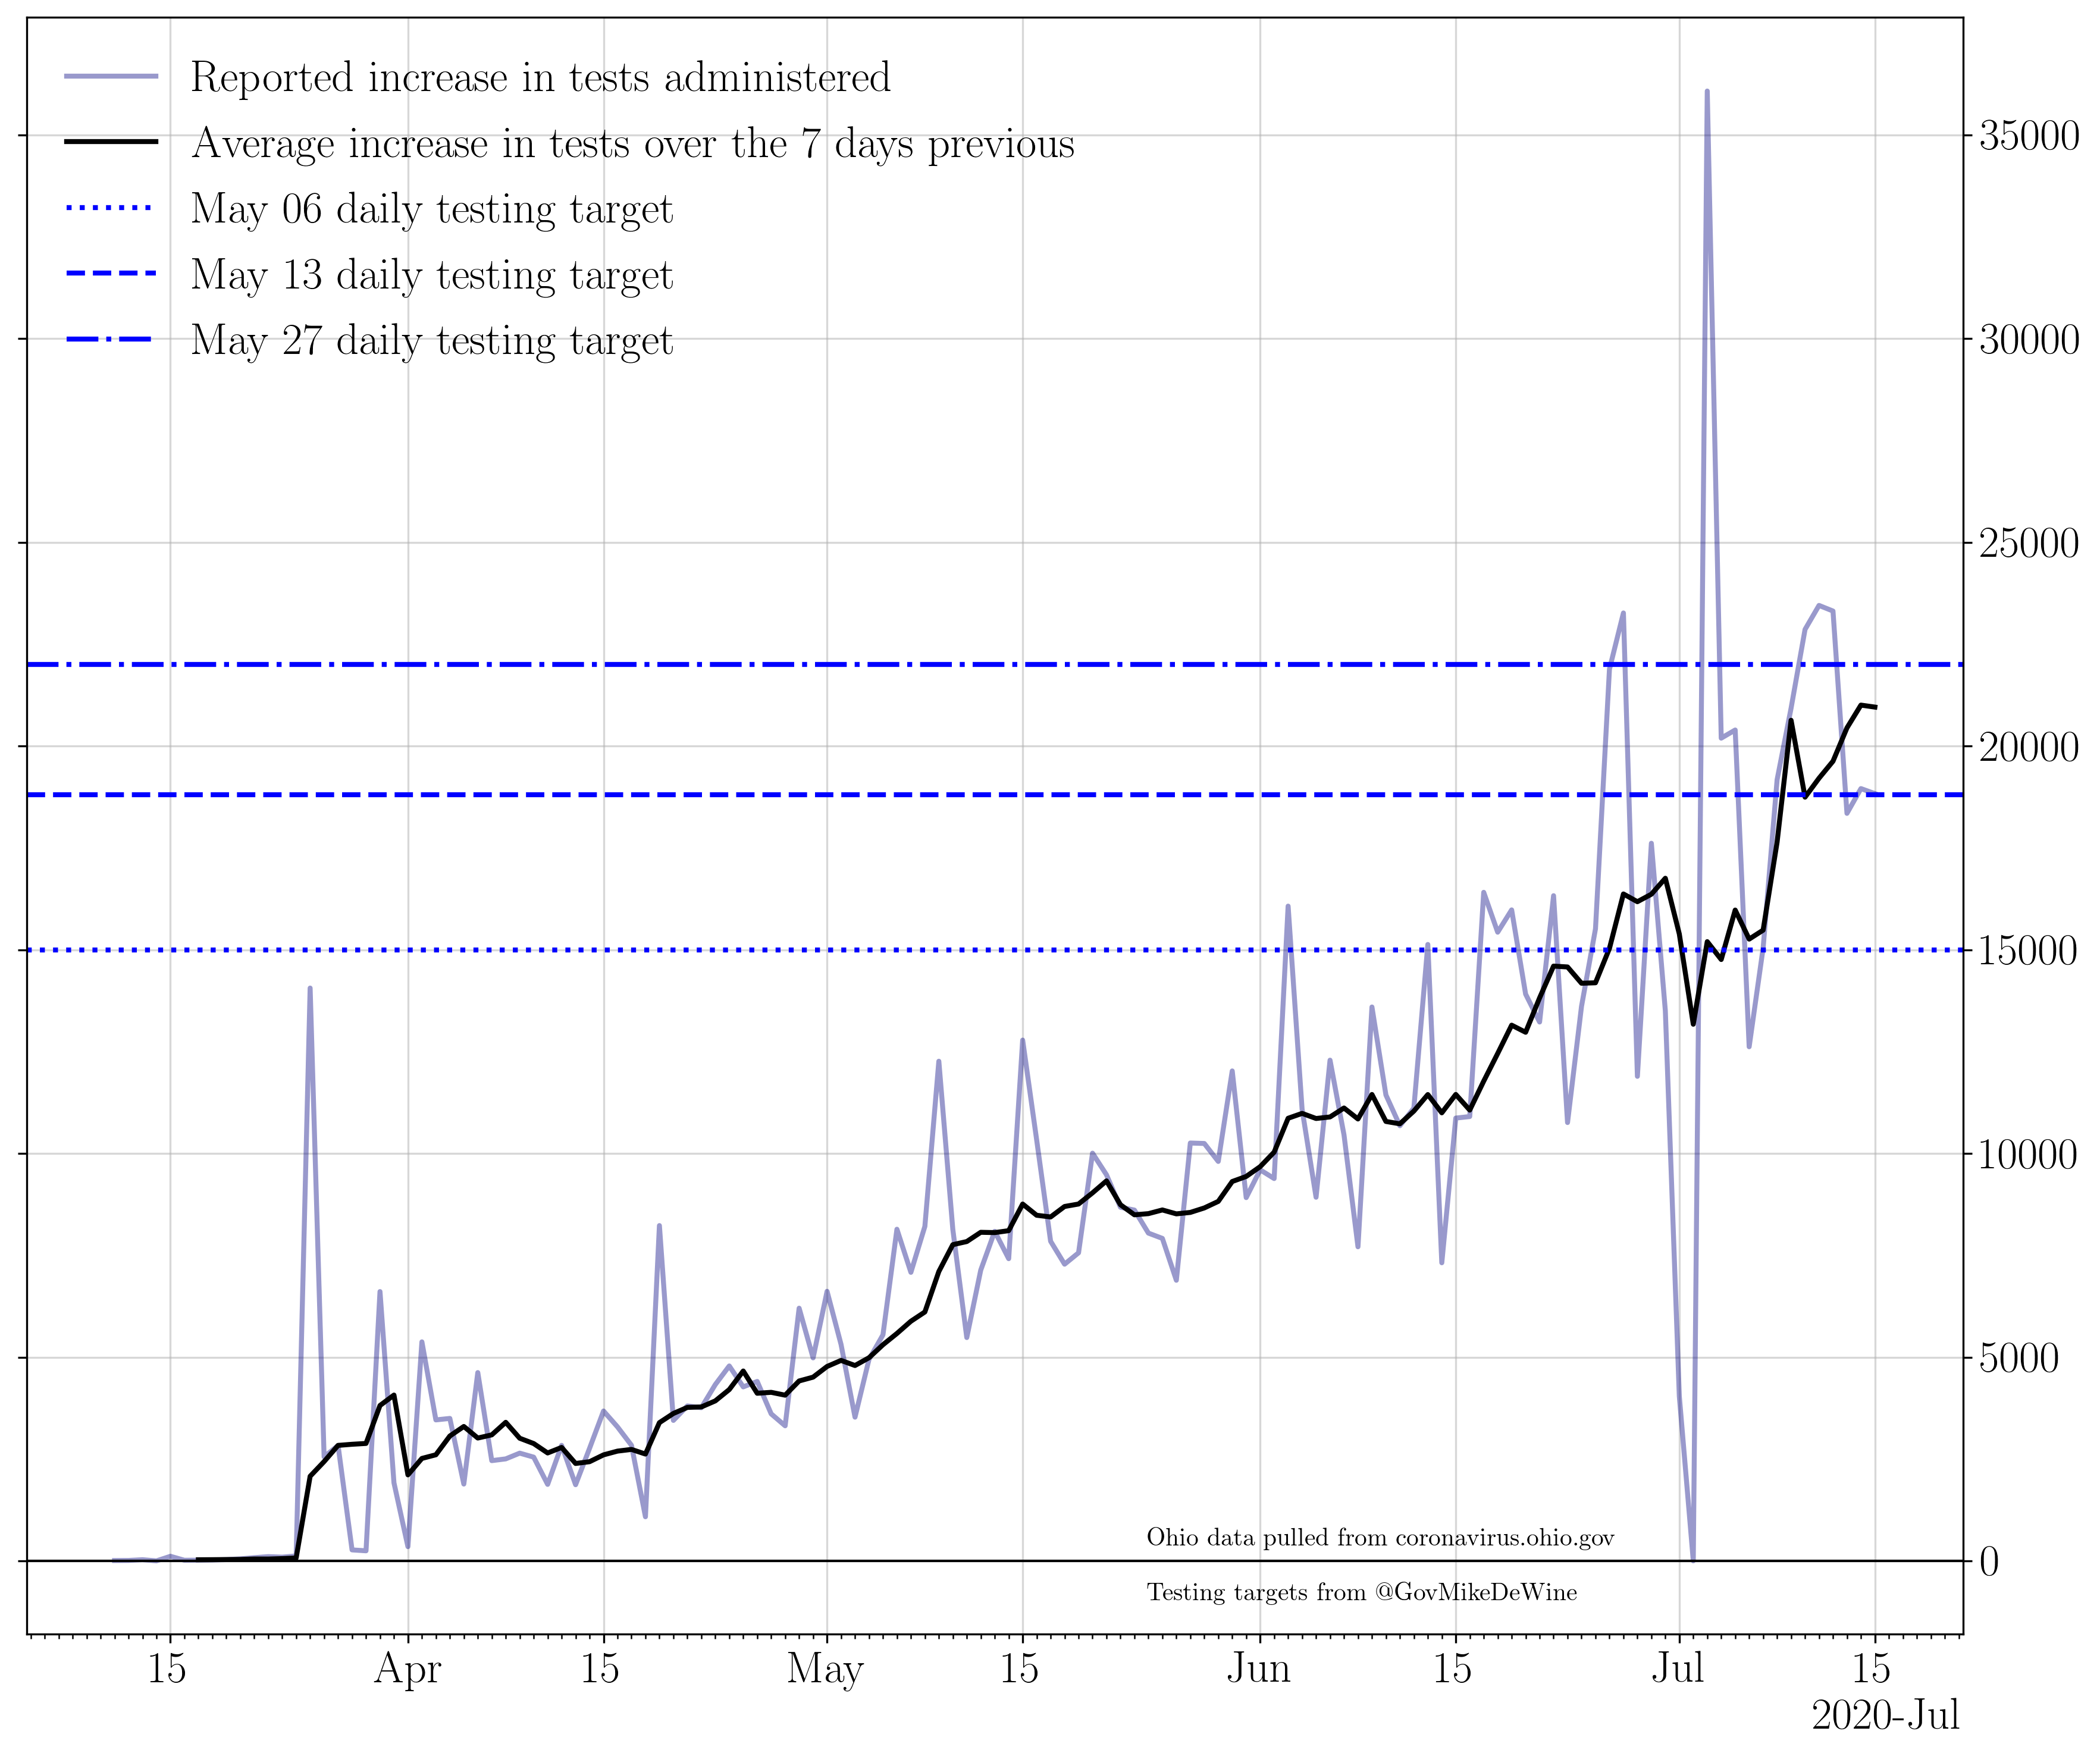 Reported increase in tests administered
Average increase in tests over the 7 days previous
May 06 daily testing target
May 13 daily testing target
May 27 daily testing target
35000
30000
25000
20000
15000
10000
5000
0
Ohio data pulled from coronavirus.ohio.gov
Testing targets from @GovMikeDeWine
15 Apr 15 May 15 Jun 15 Jul 15
2020-Jul